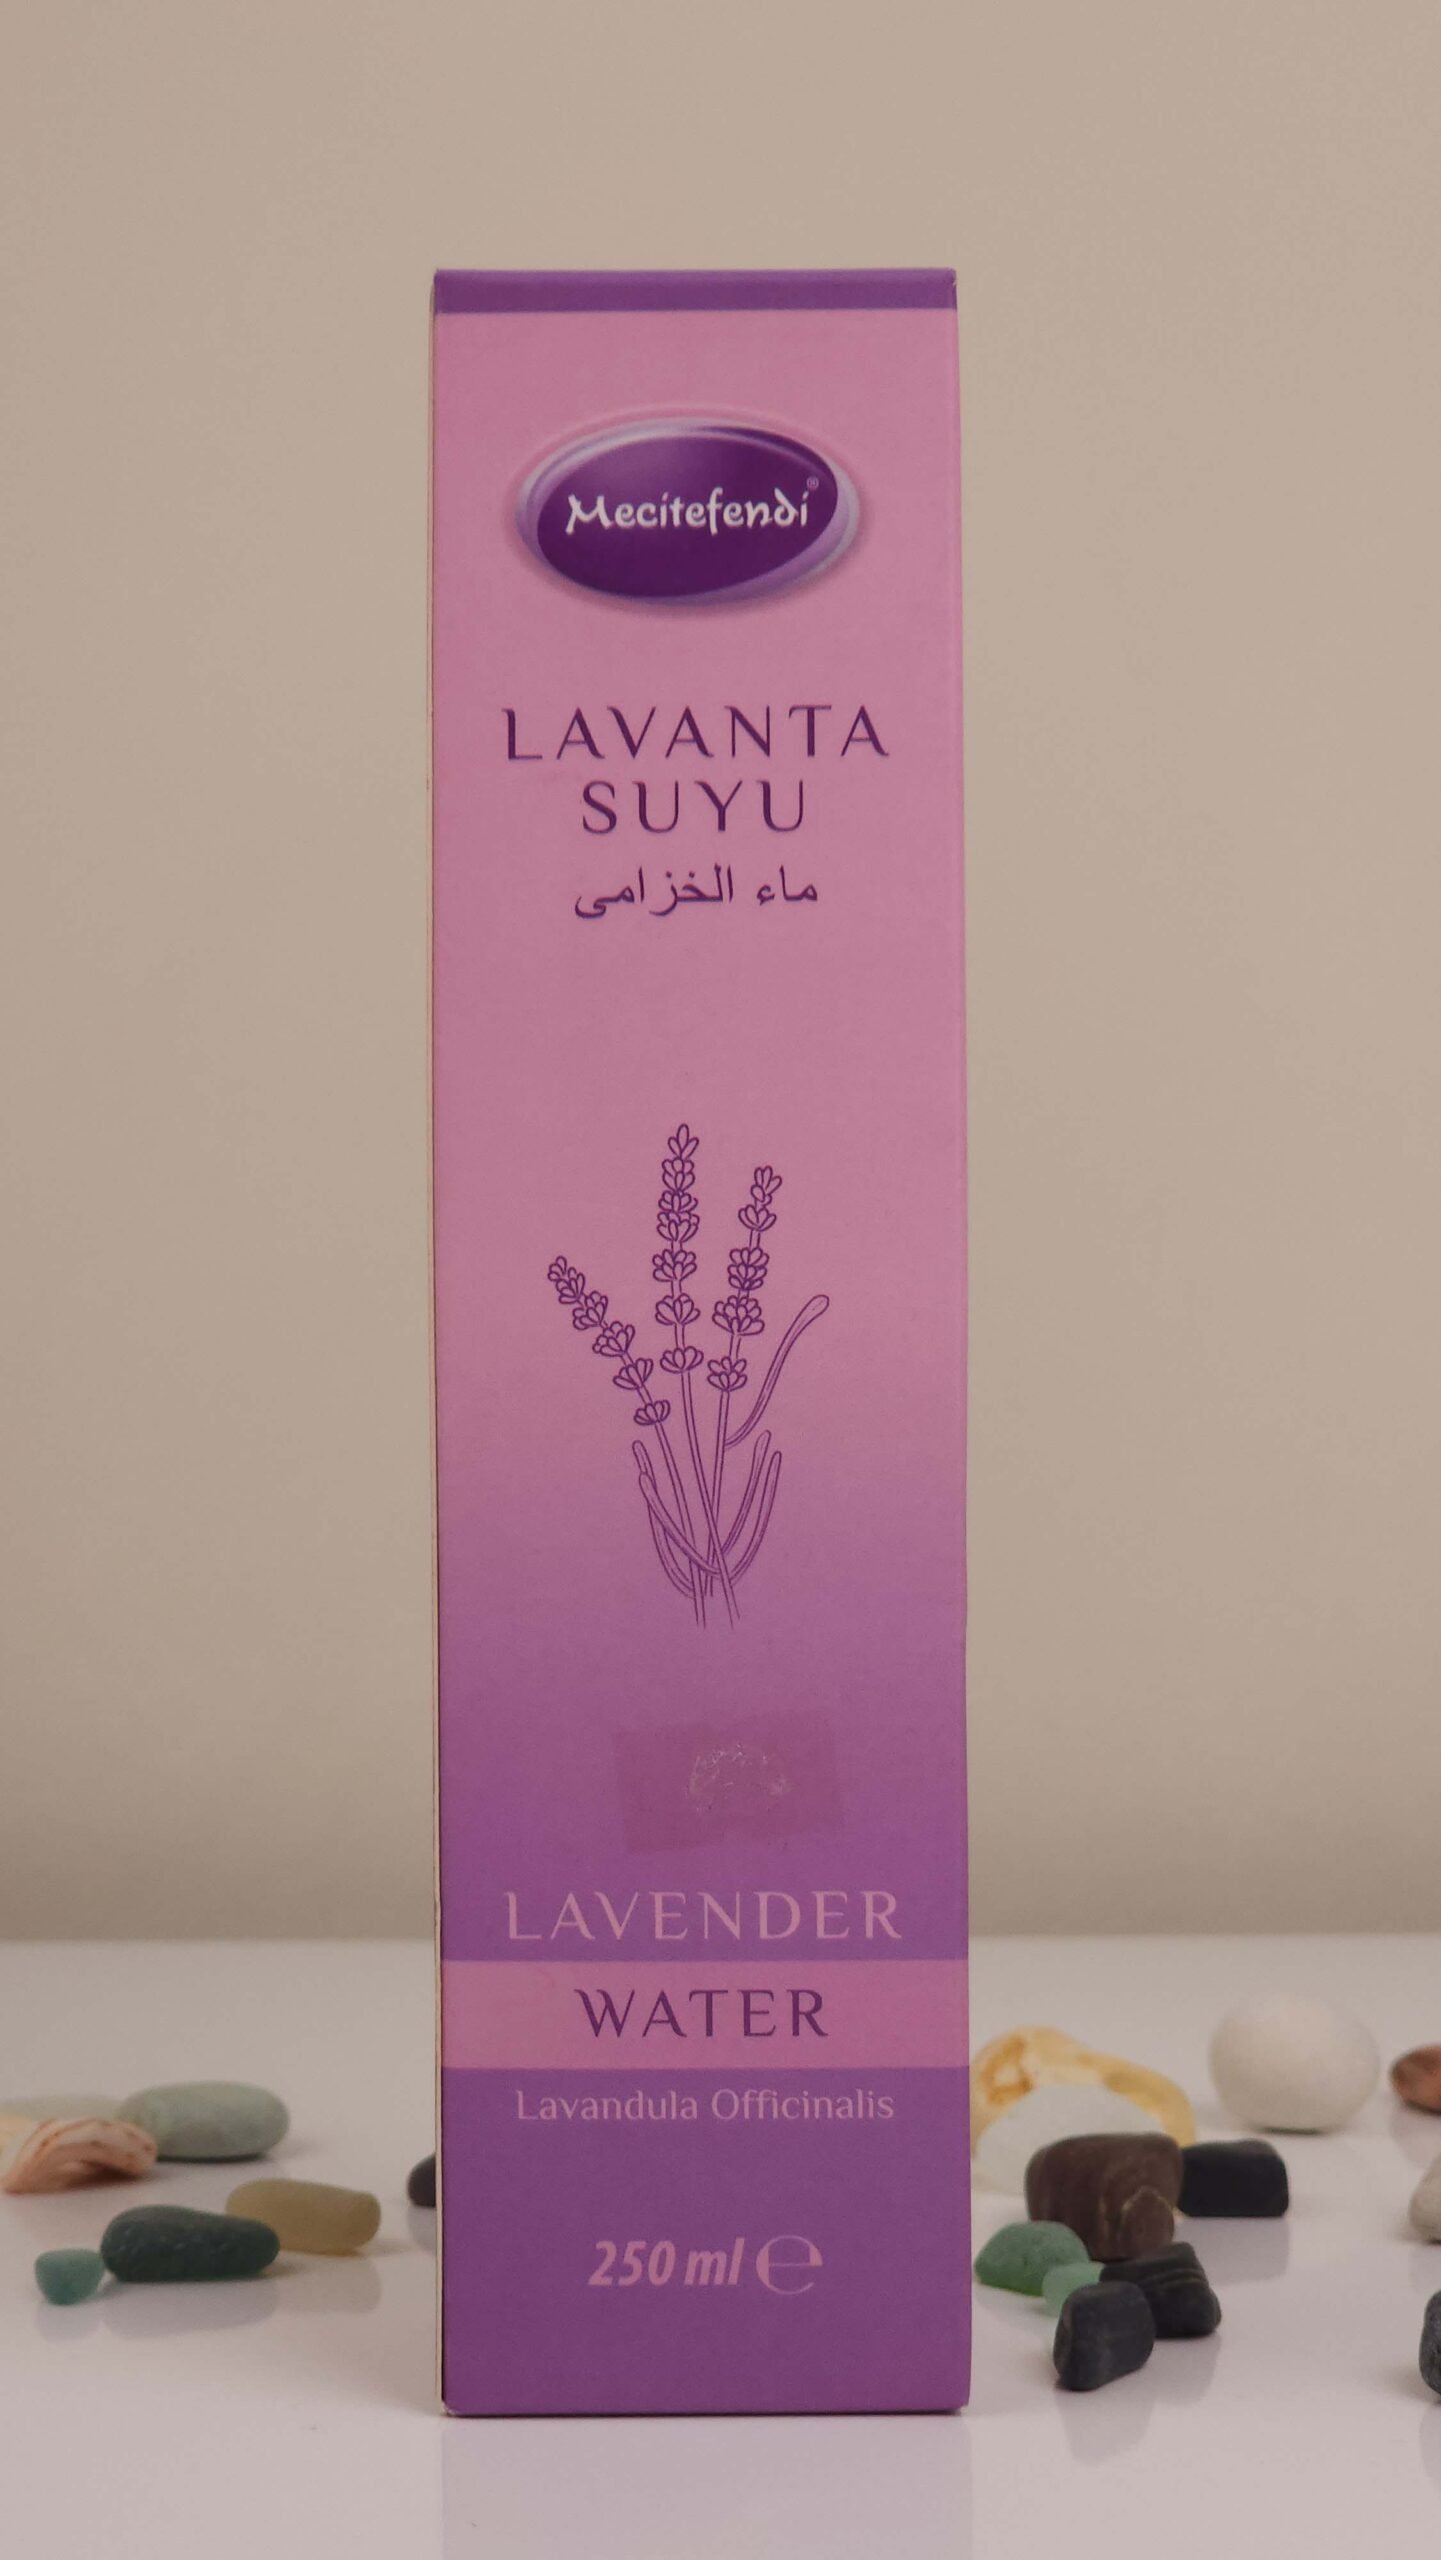 Mecitefendi®
LAVANTA
SUYU
ماء الخزامى
LAVENDER
WATER
Lavandula Officinalis
250 ml ℮